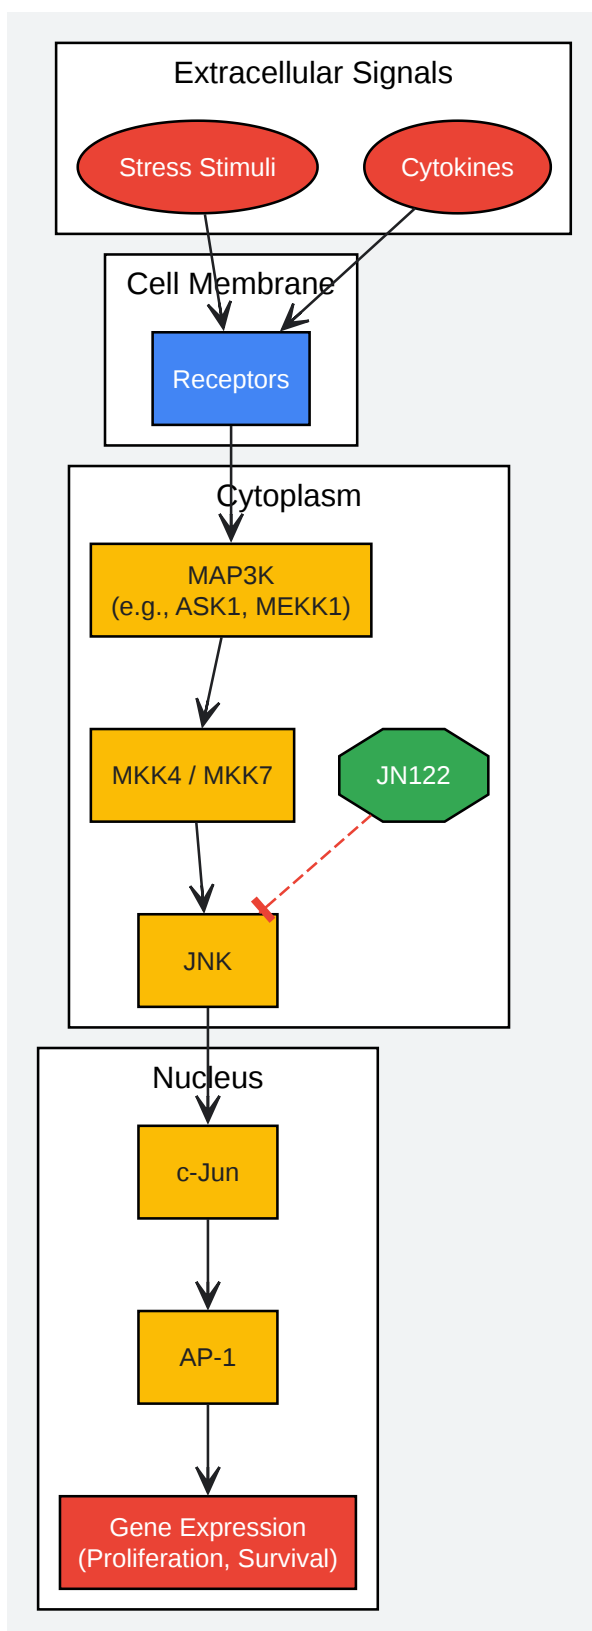 Extracellular Signals
Stress Stimuli
Cytokines
Cell Membrane
Receptors
Cytoplasm
MAP3K
(e.g., ASK1, MEKK1)
MKK4 / MKK7
JN122
JNK
Nucleus
c-Jun
AP-1
Gene Expression
(Proliferation, Survival)